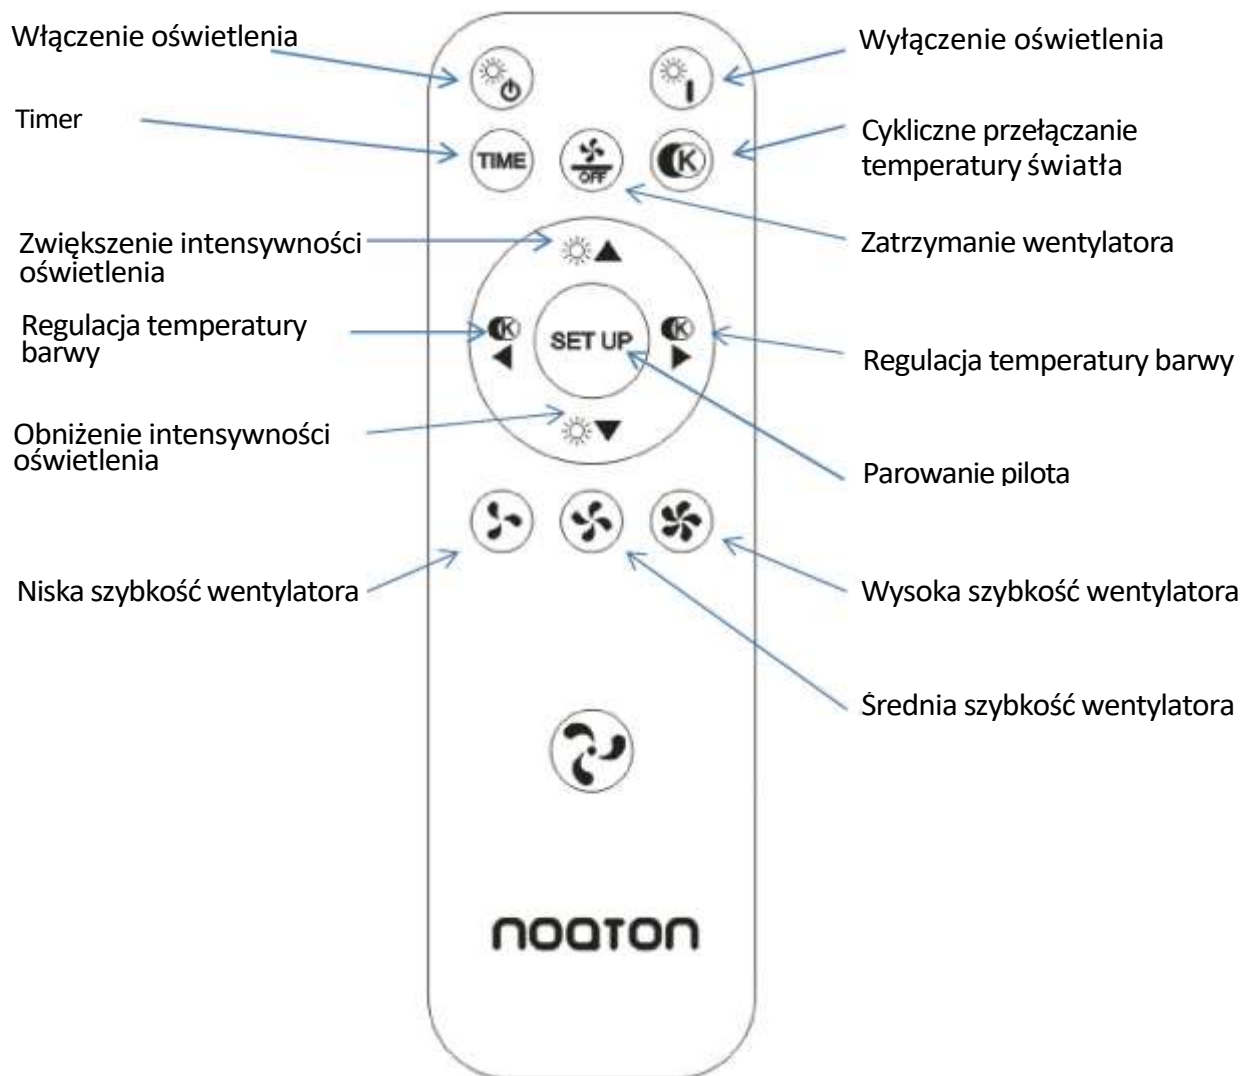 Włączenie oświetlenia
Wyłączenie oświetlenia
Timer
TIME
OFF
K
Cykliczne przełączanie
temperatury światła
Zwiększenie intensywności
oświetlenia
Zatrzymanie wentylatora
Regulacja temperatury
barwy
K
SET UP
K
Regulacja temperatury barwy
Obniżenie intensywności
oświetlenia
Parowanie pilota
Niska szybkość wentylatora
Wysoka szybkość wentylatora
Średnia szybkość wentylatora
noaton